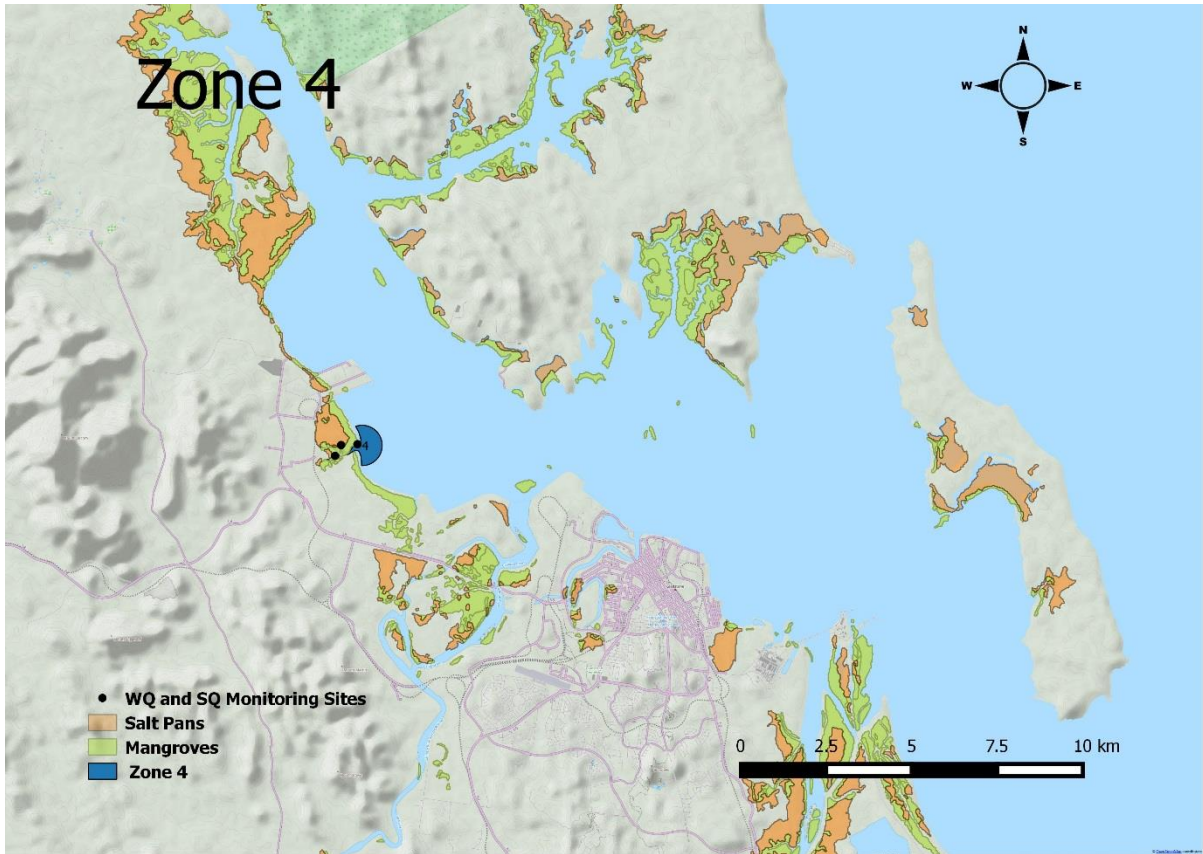 Zone 4
N
W
E
S
4
WQ and SQ Monitoring Sites
Salt Pans
Mangroves
Zone 4
0 2.5 5 7.5 10 km